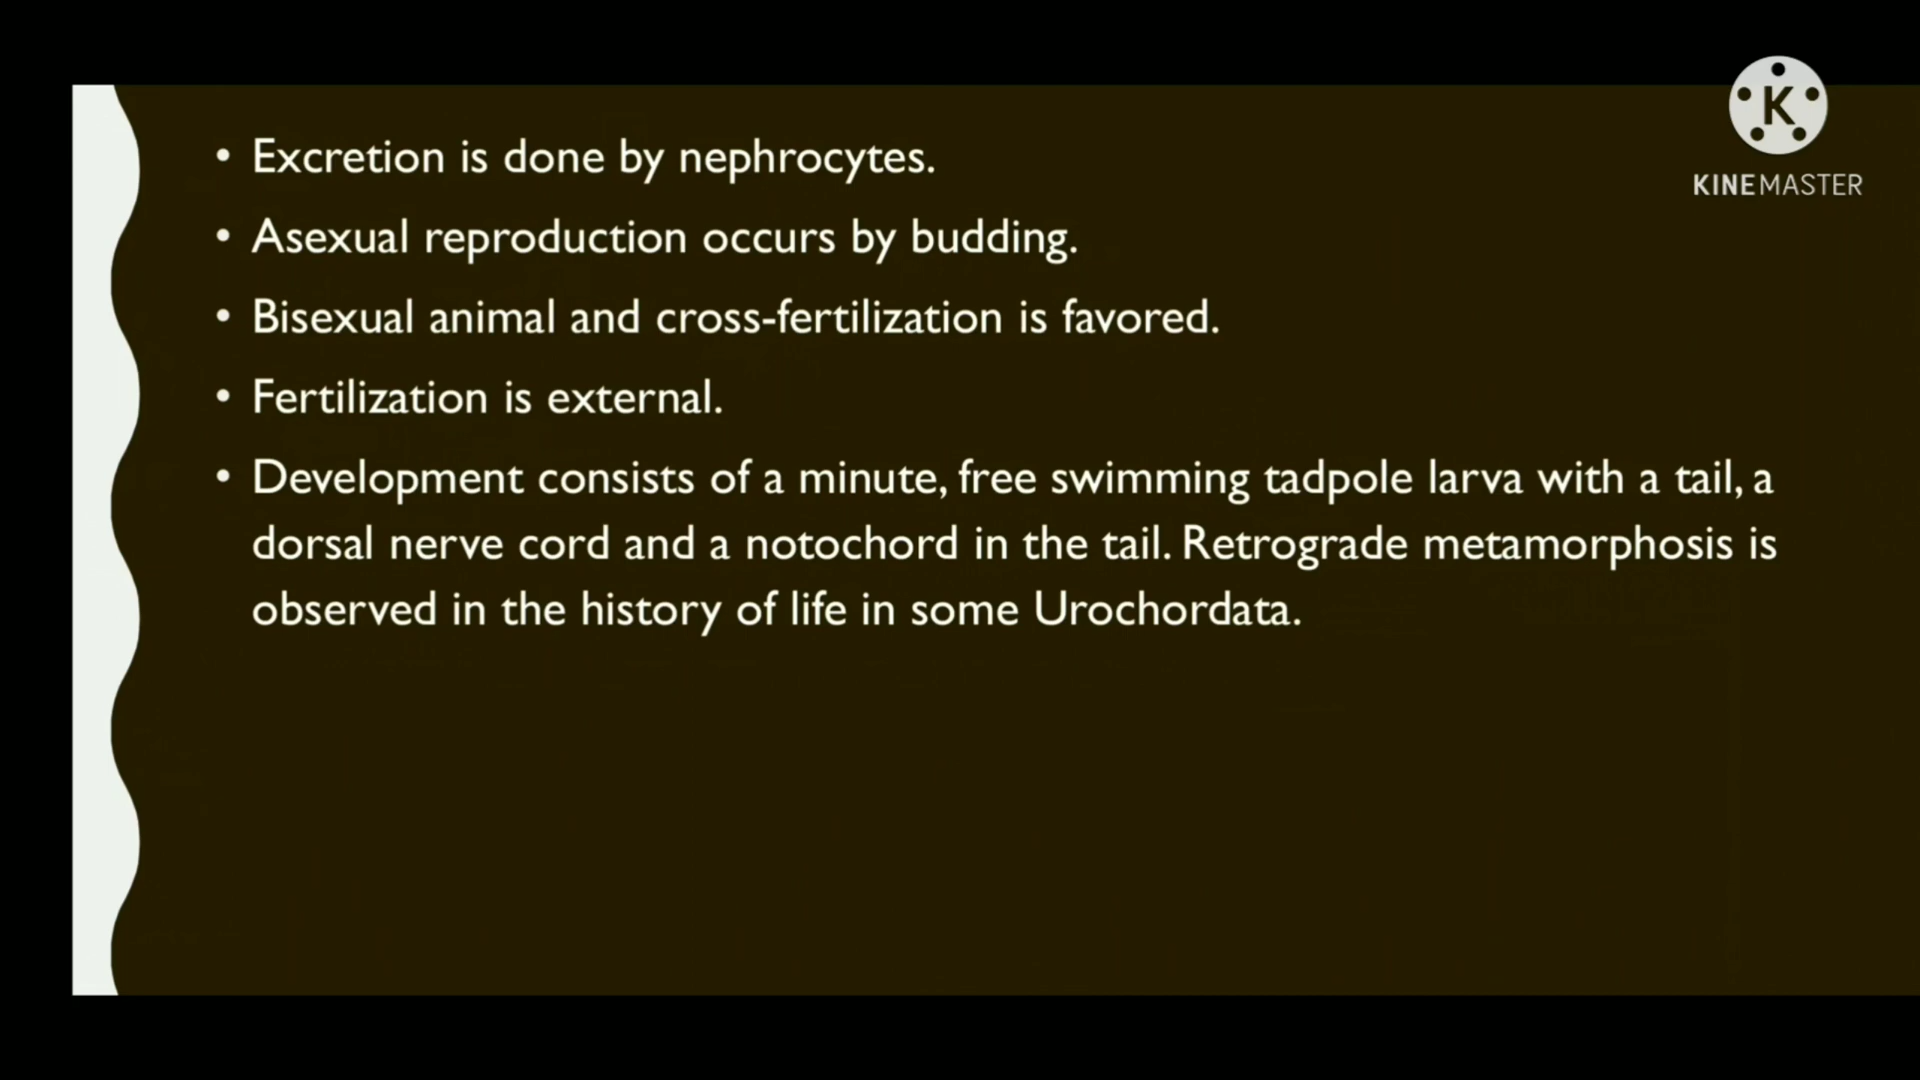 K
KINEMASTER
• Excretion is done by nephrocytes.
• Asexual reproduction occurs by budding.
• Bisexual animal and cross-fertilization is favored.
• Fertilization is external.
• Development consists of a minute, free swimming tadpole larva with a tail, a
dorsal nerve cord and a notochord in the tail. Retrograde metamorphosis is
observed in the history of life in some Urochordata.